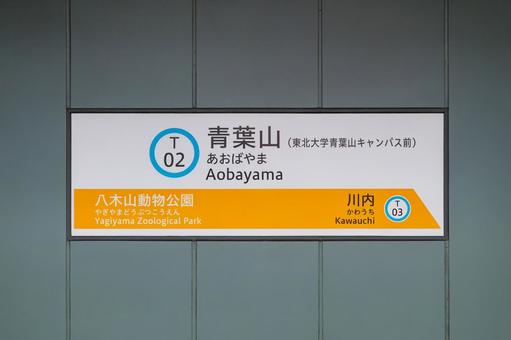 T
02
青葉山（東北大学青葉山キャンパス前）
あおばやま
Aobayama
八木山動物公園
やぎやまどうぶつこうえん
Yagiyama Zoological Park
川内
かわうち
Kawauchi
T
03